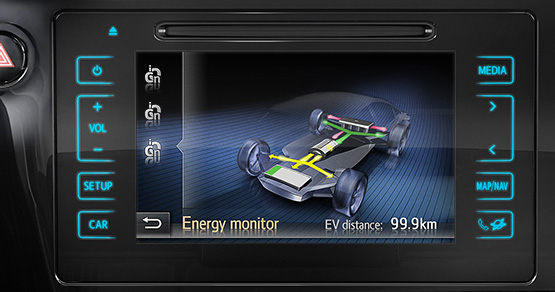 MEDIA
+
VOL
-
SETUP
MAP/NAV
CAR
Energy monitor
EV distance: 99.9km